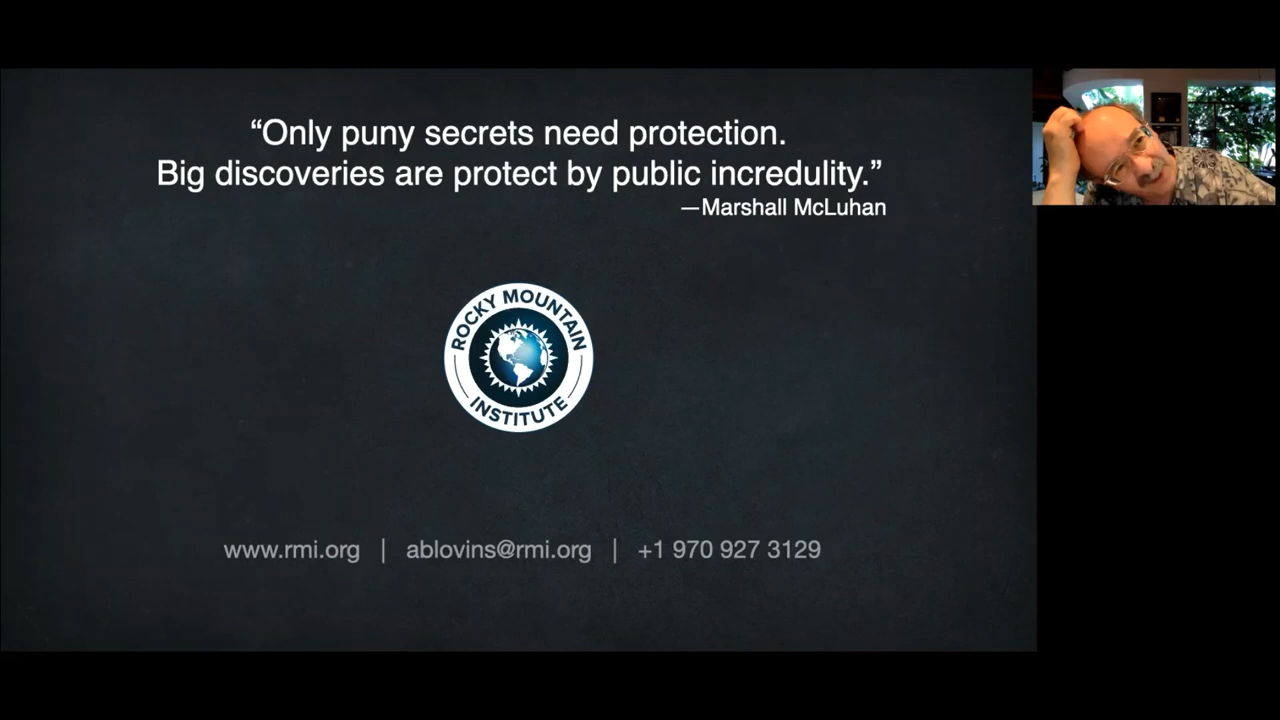 “Only puny secrets need protection.
Big discoveries are protect by public incredulity.”
—Marshall McLuhan
ROCKY MOUNTAIN
INSTITUTE
www.rmi.org | ablovins@rmi.org | +1 970 927 3129